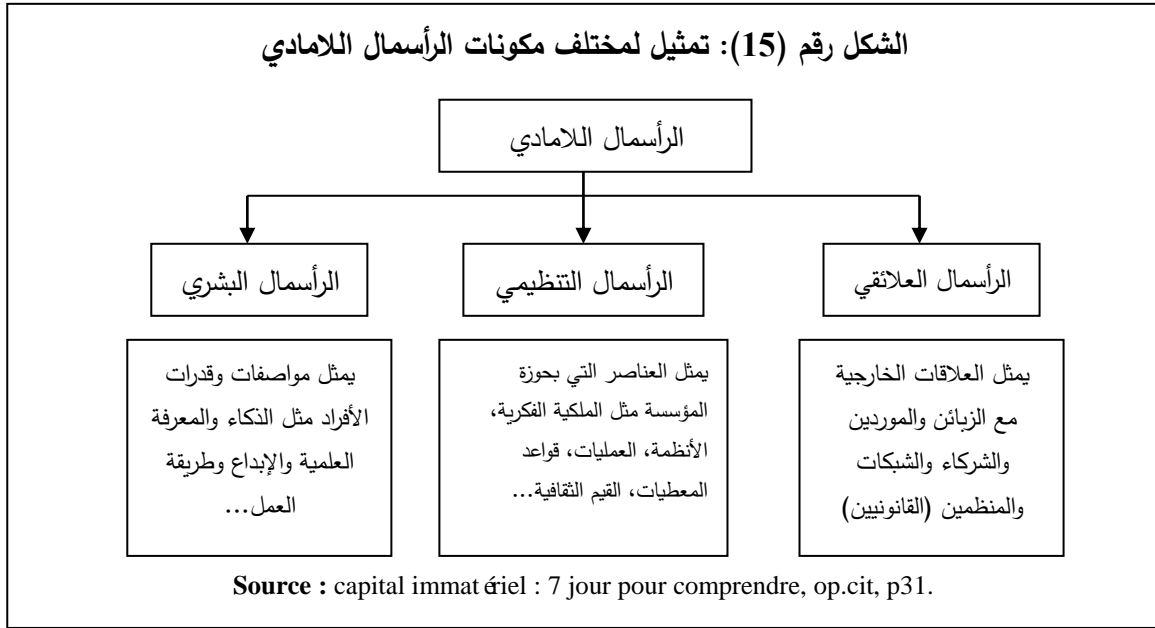 الشكل رقم (15): تمثيل لمختلف مكونات الرأسمال اللامادي
الرأسمال اللامادي
الرأسمال العلائقي
الرأسمال التنظيمي
الرأسمال البشري
يمثل العلاقات الخارجية
مع الزبائن والموردين
والشركاء والشبكات
والمنظمين (القانونيين)
يمثل العناصر التي بحوزة
المؤسسة مثل الملكية الفكرية،
الأنظمة، العمليات، قواعد
المعطيات، القيم الثقافية...
يمثل مواصفات وقدرات
الأفراد مثل الذكاء والمعرفة
العلمية والإبداع وطريقة
العمل...
Source : capital immatériel : 7 jour pour comprendre, op.cit, p31.